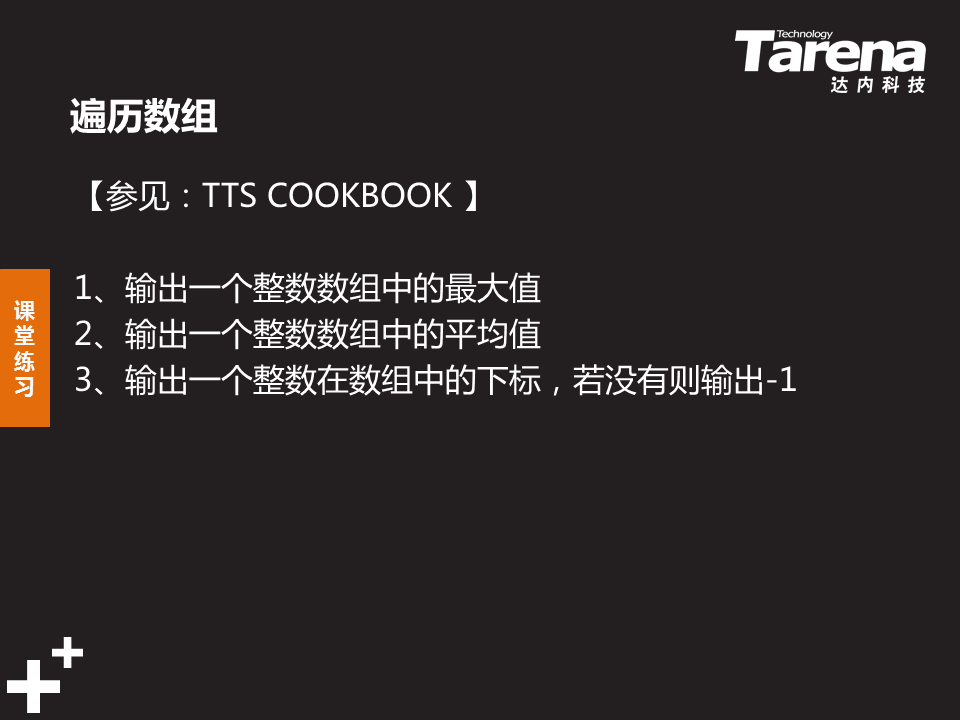 Technology
Tarena
达内科技
遍历数组
【参见：TTS COOKBOOK 】
1、输出一个整数数组中的最大值
2、输出一个整数数组中的平均值
3、输出一个整数在数组中的下标，若没有则输出-1
课
堂
练
习